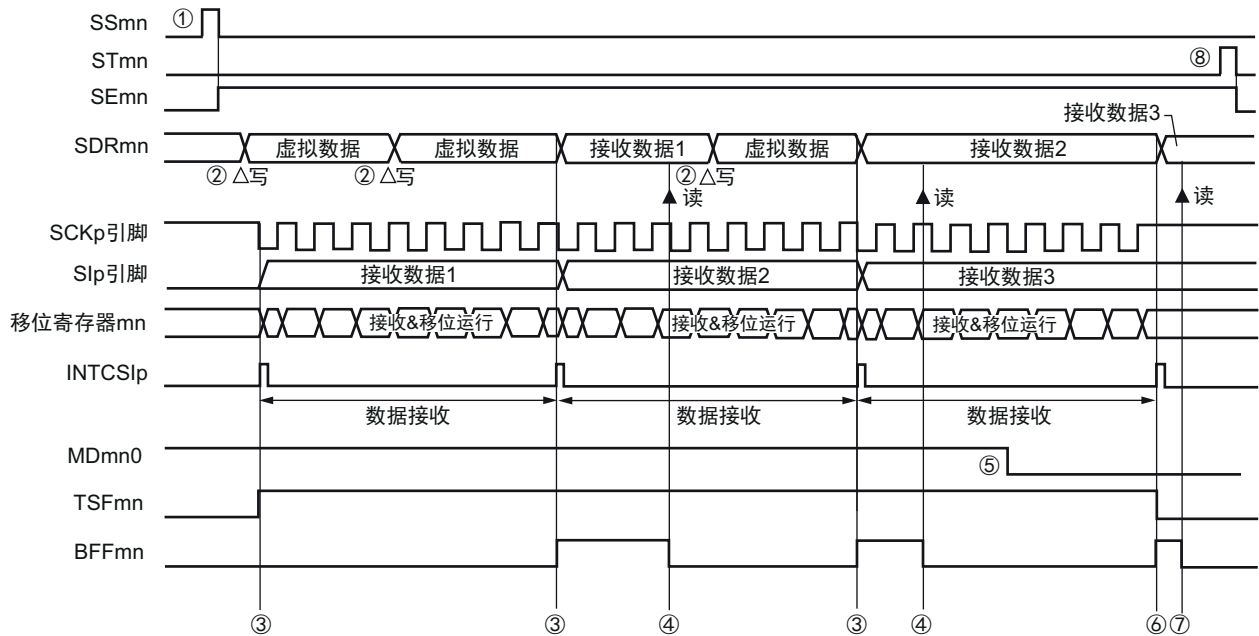 SSmn ①
STmn ⑧
SEmn
接收数据3
SDRmn 虚拟数据 虚拟数据 接收数据1 虚拟数据 接收数据2
②△写 ②△写 ②△写
▲读 ▲读 ▲读
SCKp引脚
SIp引脚 接收数据1 接收数据2 接收数据3
移位寄存器mn 接收&移位运行 接收&移位运行 接收&移位运行
INTCSIp
数据接收 数据接收 数据接收
MDmn0 ⑤
TSFmn
BFFmn
③ ③ ④ ③ ④ ⑥⑦